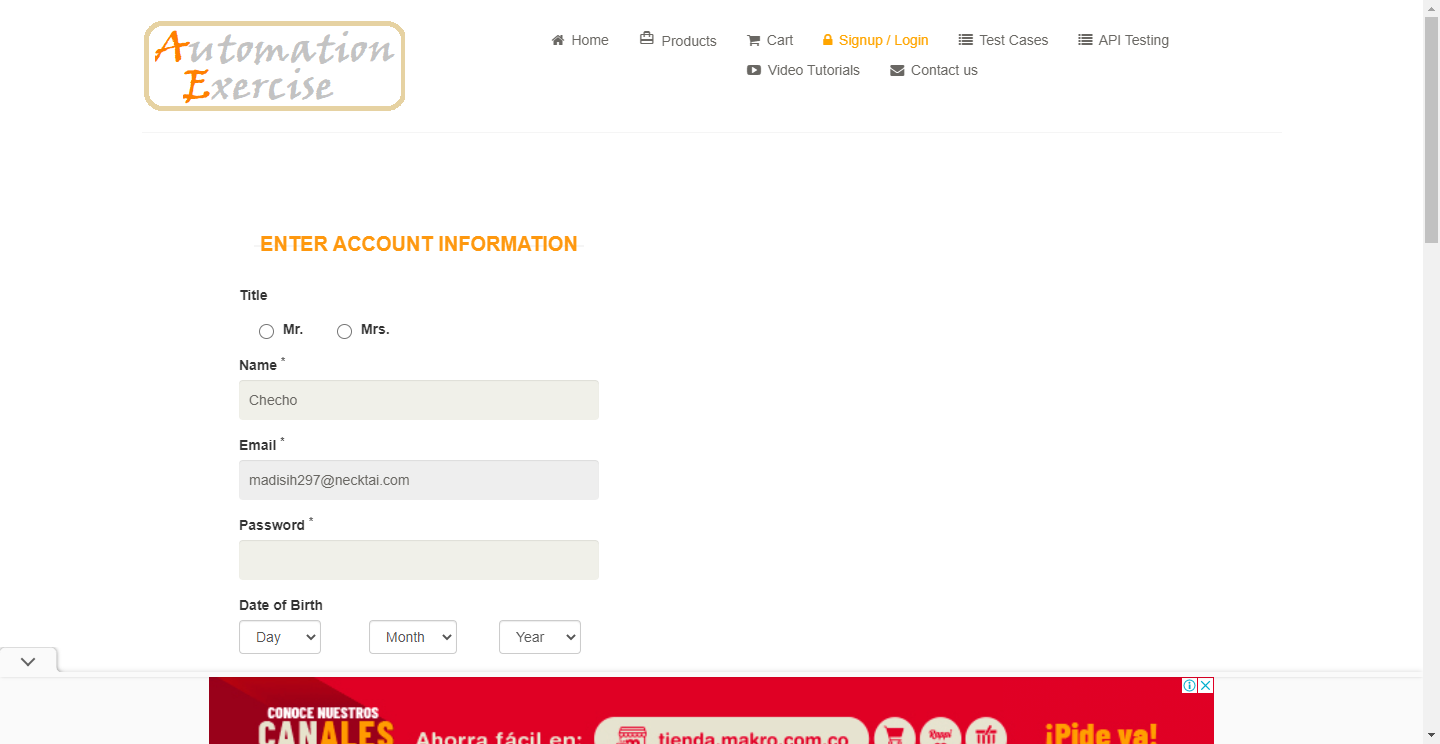 Automation
Exercise
Home Products Cart Signup / Login Test Cases API Testing
Video Tutorials Contact us
ENTER ACCOUNT INFORMATION
Title
Mr. Mrs.
Name *
Checho
Email *
madisih297@necktai.com
Password *
Date of Birth
Day Month Year
CONOCE NUESTROS
CANALES
Ahorra fácil en: tienda.makro.com.co Rappi ¡Pide ya!